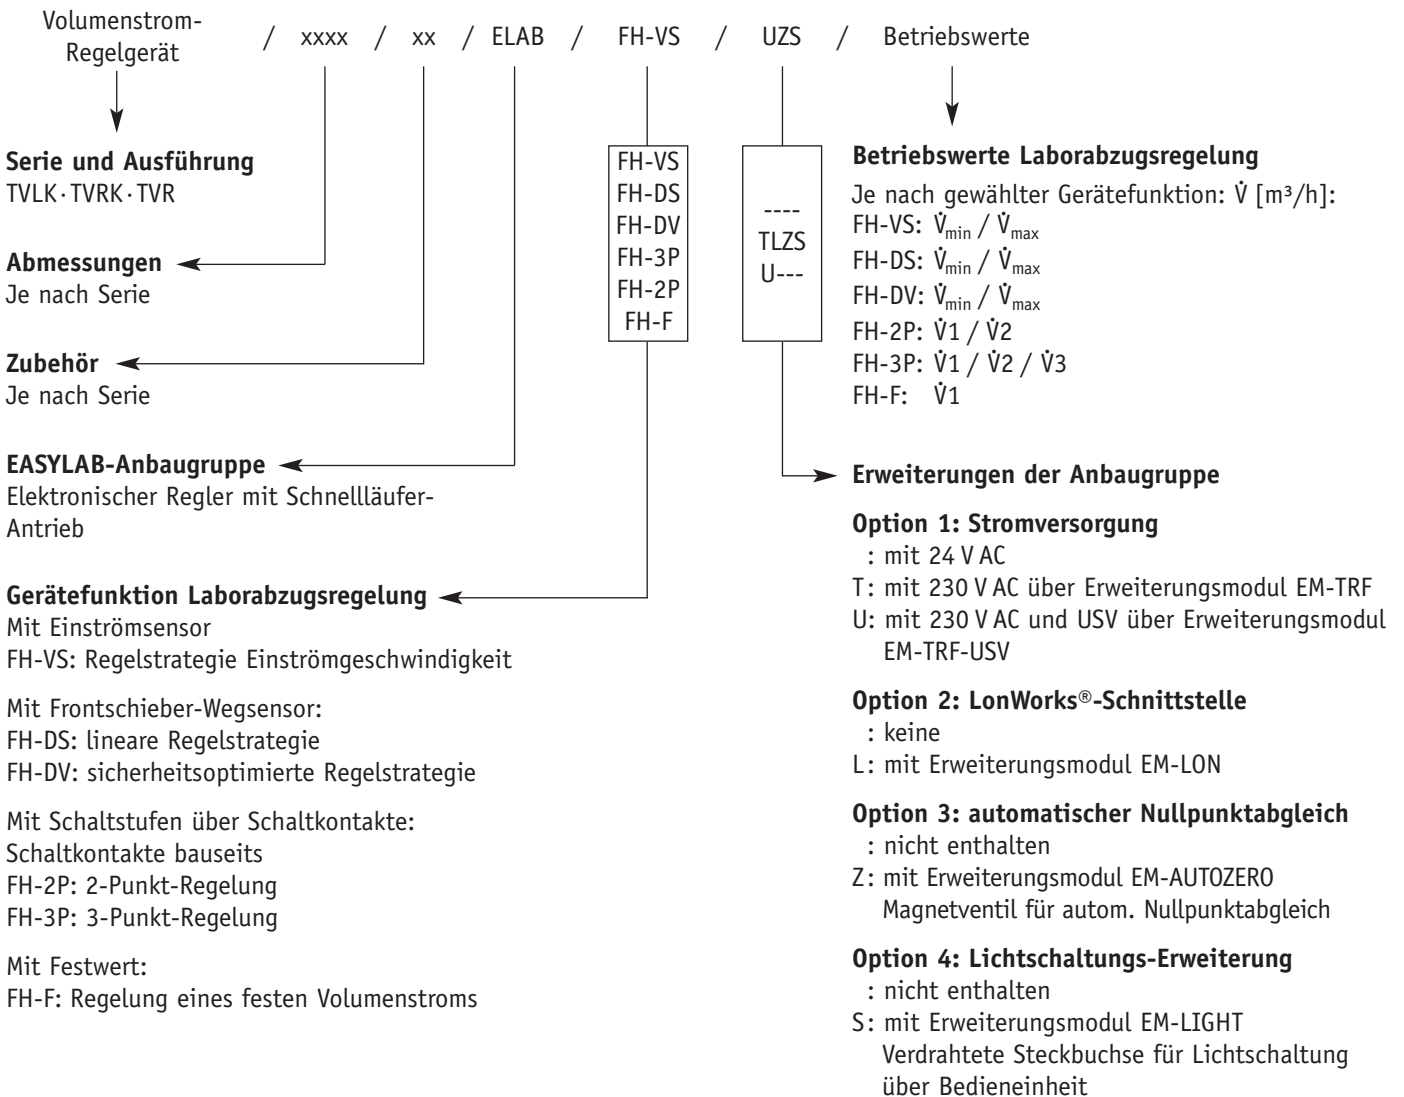 Volumenstrom-
Regelgerät / xxxx / xx / ELAB / FH-VS / UZS / Betriebswerte
Serie und Ausführung
TVLK·TVRK·TVR
Abmessungen
Je nach Serie
Zubehör
Je nach Serie
EASYLAB-Anbaugruppe
Elektronischer Regler mit Schnellläufer-
Antrieb
Gerätefunktion Laborabzugsregelung
Mit Einströmsensor
FH-VS: Regelstrategie Einströmgeschwindigkeit
Mit Frontschieber-Wegsensor:
FH-DS: lineare Regelstrategie
FH-DV: sicherheitsoptimierte Regelstrategie
Mit Schaltstufen über Schaltkontakte:
Schaltkontakte bauseits
FH-2P: 2-Punkt-Regelung
FH-3P: 3-Punkt-Regelung
Mit Festwert:
FH-F: Regelung eines festen Volumenstroms
FH-VS
FH-DS
FH-DV
FH-3P
FH-2P
FH-F
----
TLZS
U---
Betriebswerte Laborabzugsregelung
Je nach gewählter Gerätefunktion: V̇ [m³/h]:
FH-VS: V̇min / V̇max
FH-DS: V̇min / V̇max
FH-DV: V̇min / V̇max
FH-2P: V̇1 / V̇2
FH-3P: V̇1 / V̇2 / V̇3
FH-F: V̇1
Erweiterungen der Anbaugruppe
Option 1: Stromversorgung
: mit 24 V AC
T: mit 230 V AC über Erweiterungsmodul EM-TRF
U: mit 230 V AC und USV über Erweiterungsmodul
EM-TRF-USV
Option 2: LonWorks®-Schnittstelle
: keine
L: mit Erweiterungsmodul EM-LON
Option 3: automatischer Nullpunktabgleich
: nicht enthalten
Z: mit Erweiterungsmodul EM-AUTOZERO
Magnetventil für autom. Nullpunktabgleich
Option 4: Lichtschaltungs-Erweiterung
: nicht enthalten
S: mit Erweiterungsmodul EM-LIGHT
Verdrahtete Steckbuchse für Lichtschaltung
über Bedieneinheit